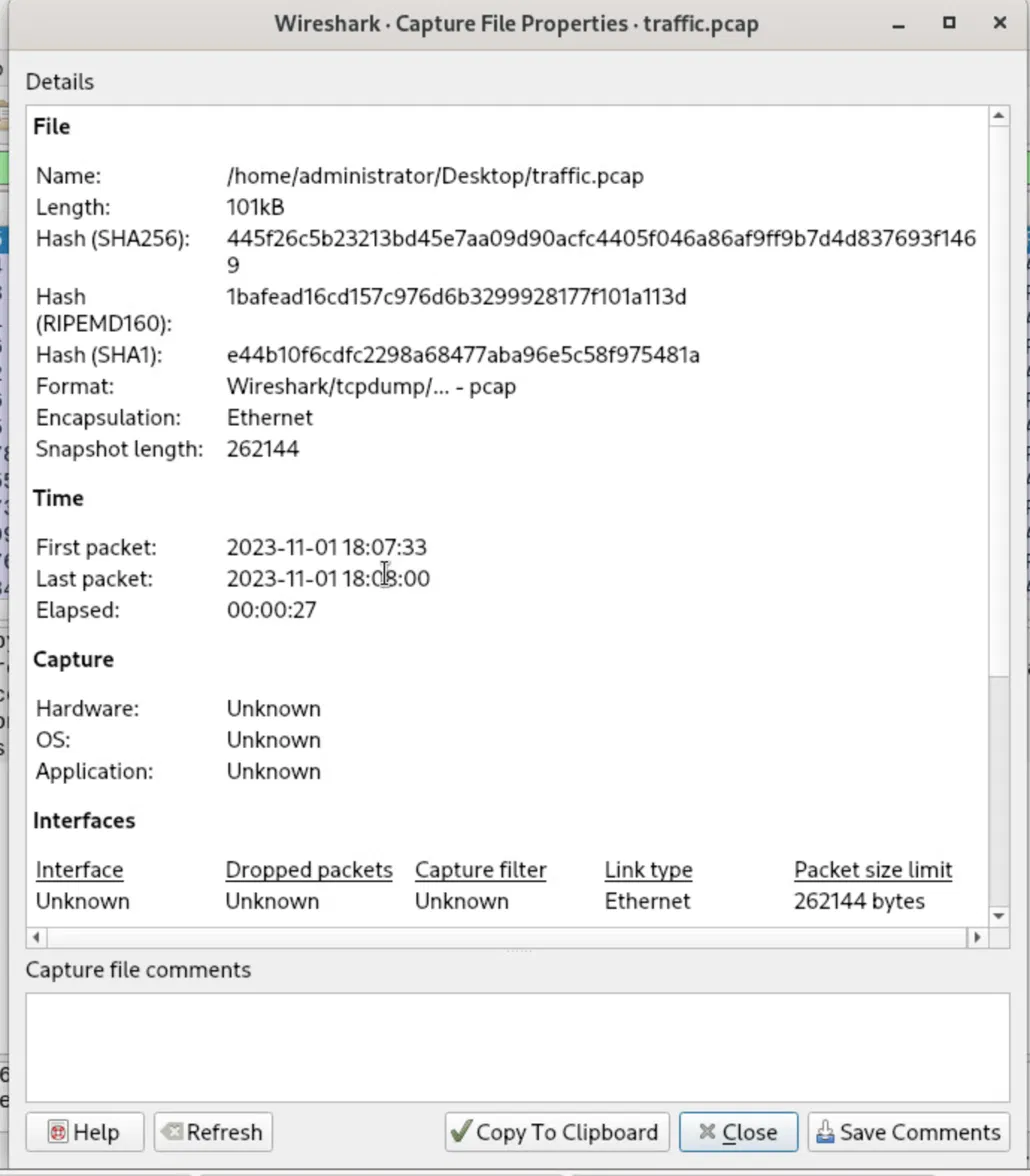 Wireshark · Capture File Properties · traffic.pcap
Details
File
Name: /home/administrator/Desktop/traffic.pcap
Length: 101kB
Hash (SHA256): 445f26c5b23213bd45e7aa09d90acfc4405f046a86af9ff9b7d4d837693f146
9
Hash 1bafead16cd157c976d6b3299928177f101a113d
(RIPEMD160):
Hash (SHA1): e44b10f6cdfc2298a68477aba96e5c58f975481a
Format: Wireshark/tcpdump/... - pcap
Encapsulation: Ethernet
Snapshot length: 262144
Time
First packet: 2023-11-01 18:07:33
Last packet: 2023-11-01 18:08:00
Elapsed: 00:00:27
Capture
Hardware: Unknown
OS: Unknown
Application: Unknown
Interfaces
Interface Dropped packets Capture filter Link type Packet size limit
Unknown Unknown Unknown Ethernet 262144 bytes
Capture file comments
Help Refresh Copy To Clipboard Close Save Comments